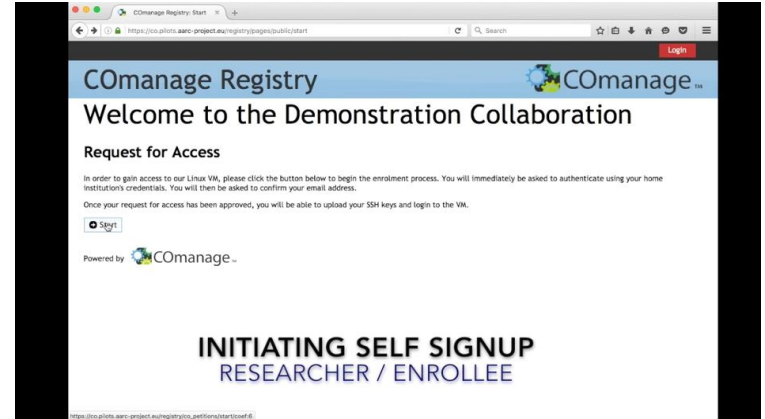 COmanage Registry: Start
https://co.pilots.aarc-project.eu/registry/pages/public/start
Search
Login
COmanage Registry
COmanage™
Welcome to the Demonstration Collaboration
Request for Access
In order to gain access to our Linux VM, please click the button below to begin the enrolment process. You will immediately be asked to authenticate using your home
institution's credentials. You will then be asked to confirm your email address.
Once your request for access has been approved, you will be able to upload your SSH keys and login to the VM.
Start
Powered by COmanage™
INITIATING SELF SIGNUP
RESEARCHER / ENROLLEE
https://co.pilots.aarc-project.eu/registry/co_petitions/start/coef:6